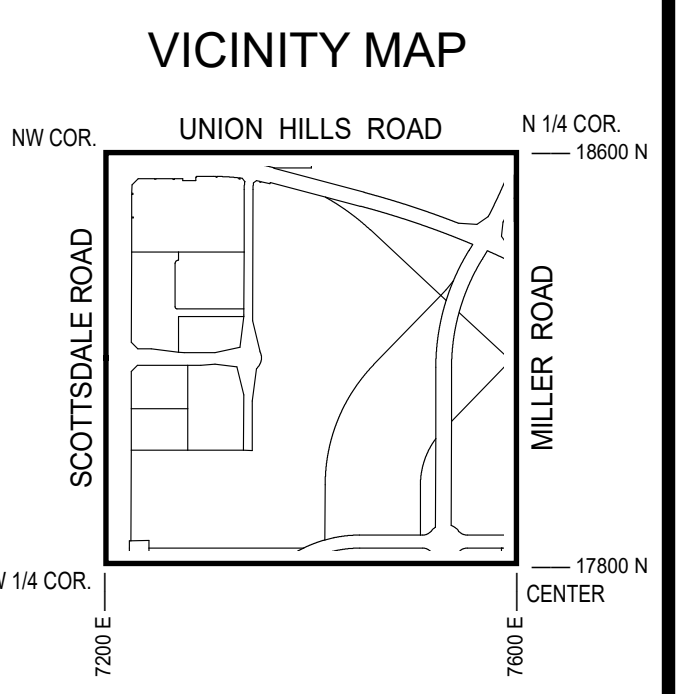 VICINITY MAP
NW COR.
UNION HILLS ROAD
N 1/4 COR.
18600 N
SCOTTSDALE ROAD
MILLER ROAD
1/4 COR.
17800 N
CENTER
7200 E
7600 E